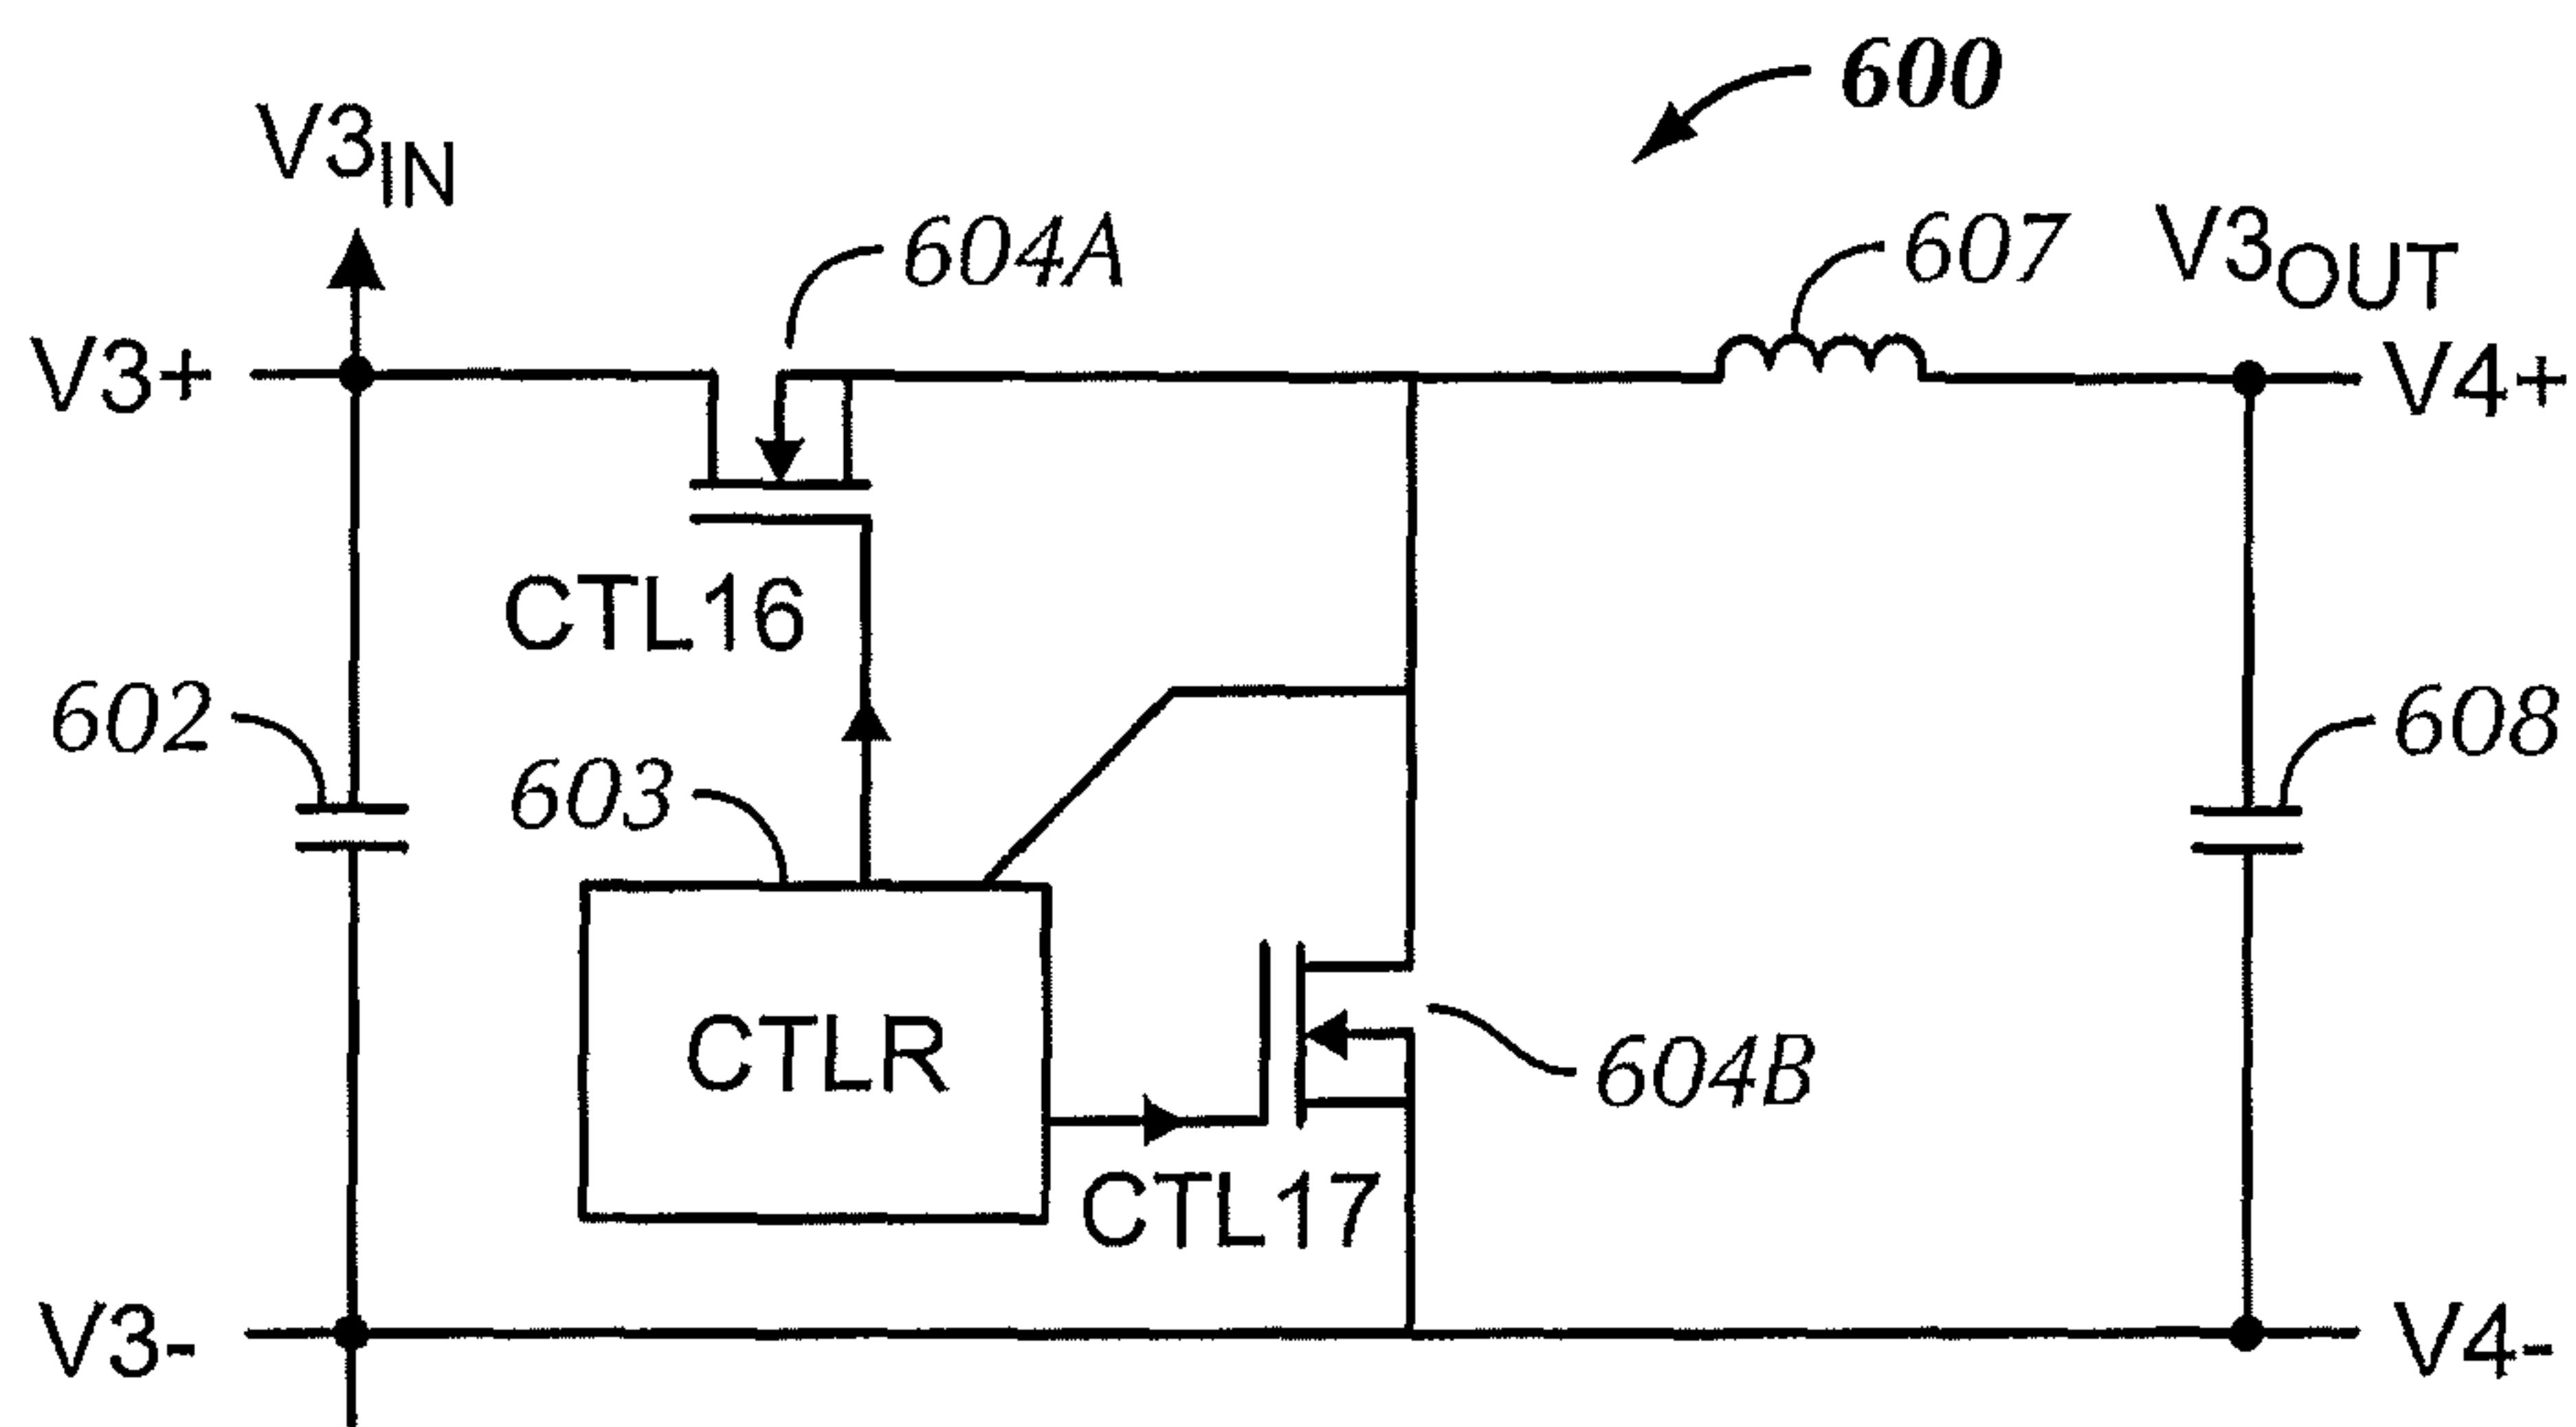 600
V3IN
604A
607
V3OUT
V3+
V4+
CTL16
602
603
608
CTLR
604B
CTL17
V3-
V4-